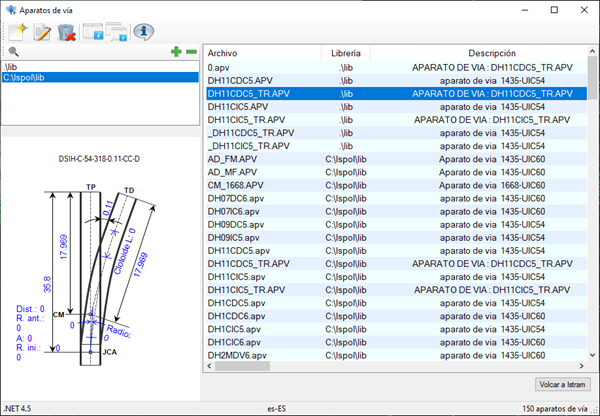 Aparatos de vía
.\lib
C:\Ispol\lib
DSIH-C-54-318-0.11-CC-D
TP
TD
0.11
Clotoide L: 0
17.969
17.969
35.8
CM
Dist.: 0
R. ant.:
0
A: 0
R. ini.:
0
0
0
0
Radio:
JCA
Archivo Librería Descripción
0.apv .\lib APARATO DE VIA : DH11CDC5_TR.APV
DH11CDC5.APV .\lib aparato de via 1435-UIC54
DH11CDC5_TR.APV .\lib APARATO DE VIA : DH11CDC5_TR.APV
DH11CIC5.APV .\lib aparato de via 1435-UIC54
DH11CIC5_TR.APV .\lib APARATO DE VIA : DH11CIC5_TR.APV
_DH11CDC5_TR.APV .\lib aparato de via 1435-UIC54
_DH11CIC5_TR.APV .\lib aparato de via 1435-UIC54
AD_FM.APV C:\Ispol\lib Aparato de via 1435-UIC60
AD_MF.APV C:\Ispol\lib Aparato de via 1435-UIC60
CM_1668.APV C:\Ispol\lib Aparato de via 1668-UIC60
DH07DC6.apv C:\Ispol\lib aparato de via 1435-UIC60
DH07IC6.apv C:\Ispol\lib aparato de via 1435-UIC60
DH09DC5.apv C:\Ispol\lib aparato de via 1435-UIC54
DH09IC5.apv C:\Ispol\lib aparato de via 1435-UIC54
DH11CDC5.apv C:\Ispol\lib aparato de via 1435-UIC54
DH11CDC5_TR.APV C:\Ispol\lib APARATO DE VIA : DH11CDC5_TR.APV
DH11CIC5.apv C:\Ispol\lib aparato de via 1435-UIC54
DH11CIC5_TR.APV C:\Ispol\lib APARATO DE VIA : DH11CIC5_TR.APV
DH1CDC5.apv C:\Ispol\lib aparato de via 1435-UIC54
DH1CDC6.apv C:\Ispol\lib aparato de via 1435-UIC60
DH1CIC5.apv C:\Ispol\lib aparato de via 1435-UIC54
DH1CIC6.apv C:\Ispol\lib aparato de via 1435-UIC60
DH2MDV6.apv C:\Ispol\lib aparato de via 1435-UIC60
Volcar a Istram
.NET 4.5 es-ES 150 aparatos de vía